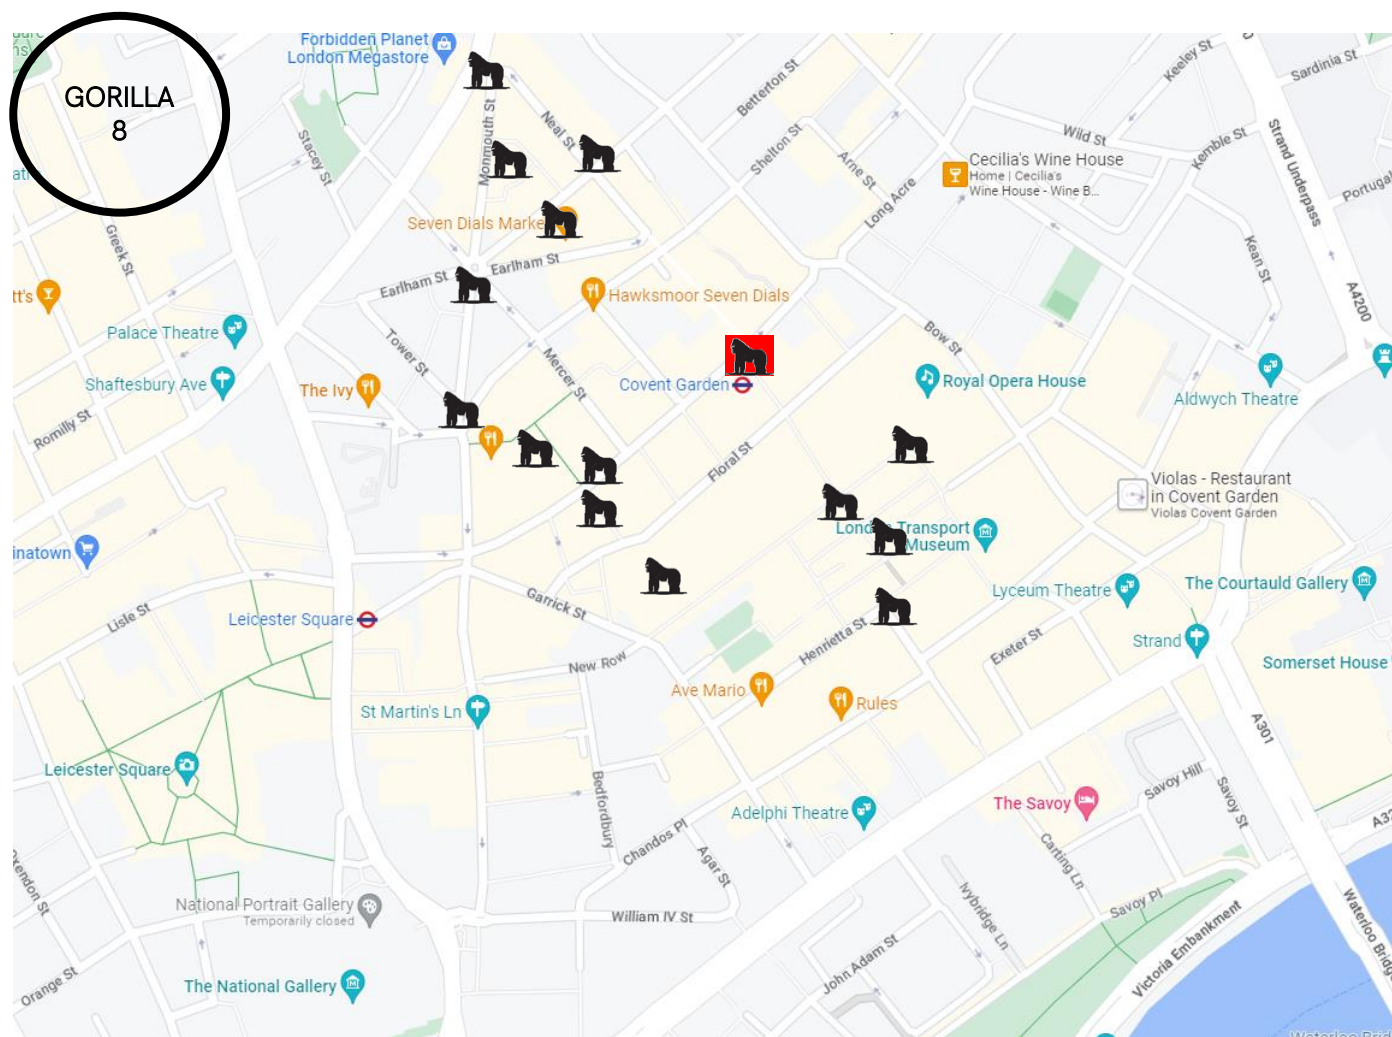 GORILLA
8
Forbidden Planet
London Megastore
Monmouth St
Neal St
Betterton St
Keeley St
Sardinia St
Stacey St
Shelton St
Arne St
Wild St
Kemble St
Strand Underpass
Portugal
Cecilia's Wine House
Home | Cecilia's
Wine House - Wine B...
Long Acre
Greek St
Seven Dials Marke
Earlham St
Earlham St
Kean St
A4200
tt's
Hawksmoor Seven Dials
Palace Theatre
Tower St
Mercer St
Bow St
Shaftesbury Ave
The Ivy
Covent Garden
Royal Opera House
Aldwych Theatre
Romilly St
Floral St
Violas - Restaurant
in Covent Garden
Violas Covent Garden
inatown
Transport
Museum
Lyceum Theatre
The Courtauld Gallery
Lisle St
Leicester Square
Garrick St
Henrietta St
Exeter St
Strand
Somerset House
New Row
Ave Mario
Rules
St Martin's Ln
A301
Leicester Square
Bedfordbury
Adelphi Theatre
The Savoy
Savoy Hill
Savoy St
Chandos Pl
Agar St
Carting Ln
Oxendon St
National Portrait Gallery
Temporarily closed
William IV St
Ivybridge Ln
Savoy Pl
Victoria Embankment
Waterloo Bridge
John Adam St
Orange St
The National Gallery